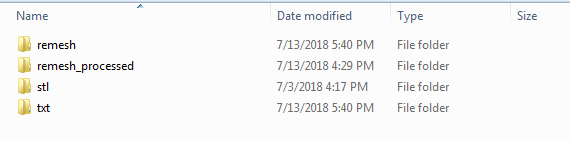 Name Date modified Type Size
remesh 7/13/2018 5:40 PM File folder
remesh_processed 7/13/2018 4:29 PM File folder
stl 7/3/2018 4:17 PM File folder
txt 7/13/2018 5:40 PM File folder